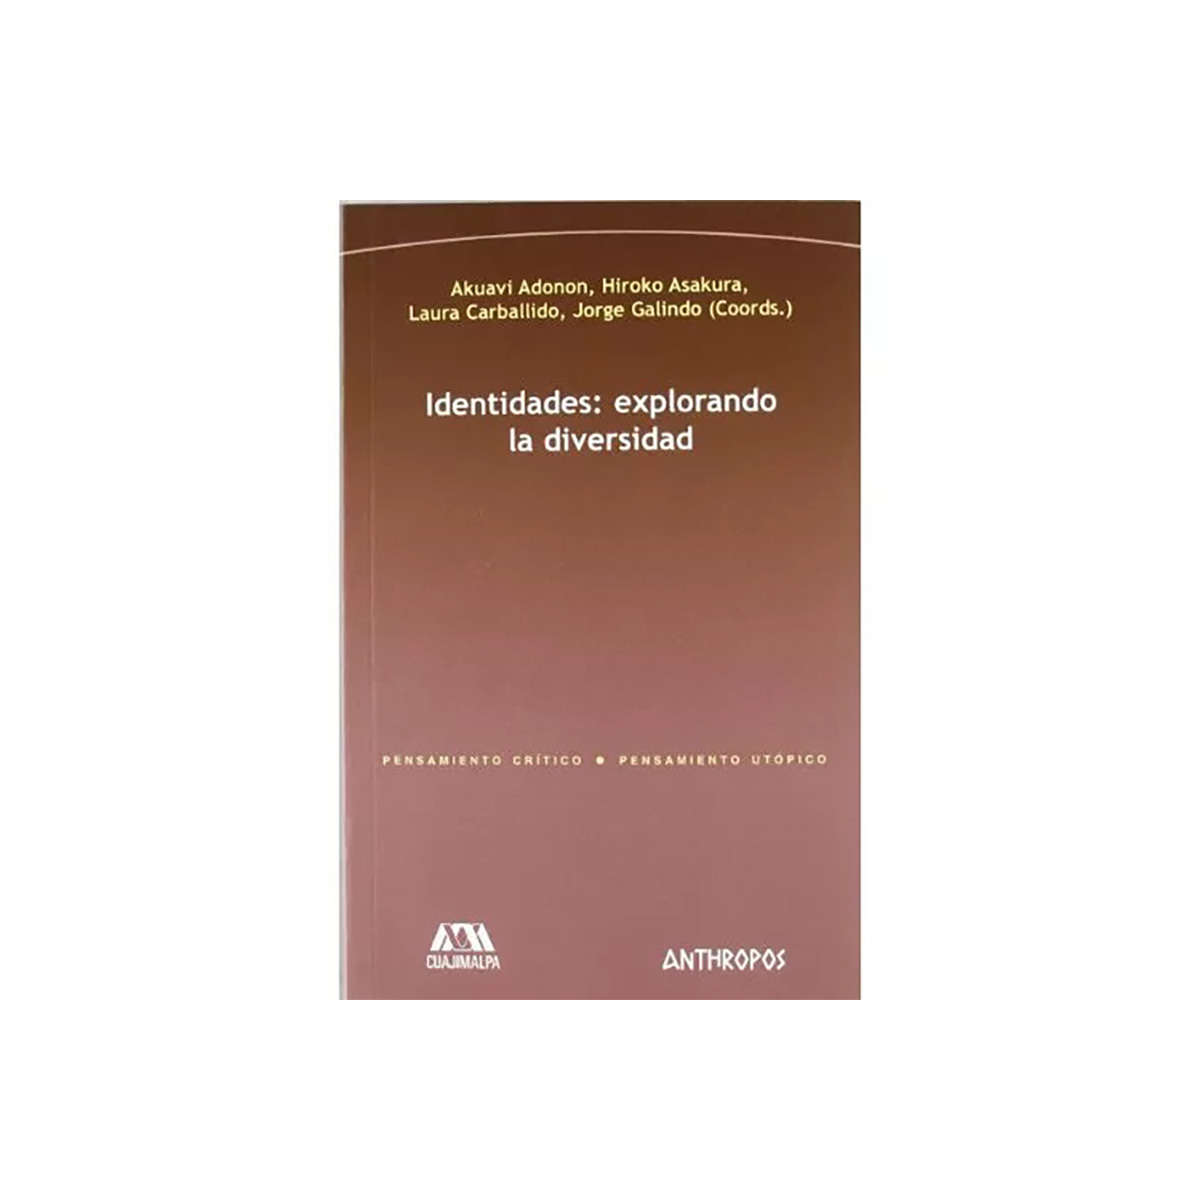 Akuavi Adonon, Hiroko Asakura,
Laura Carballido, Jorge Galindo (Coords.)
Identidades: explorando
la diversidad
PENSAMIENTO CRÍTICO ● PENSAMIENTO UTÓPICO
CUAJIMALPA
ANTHROPOS